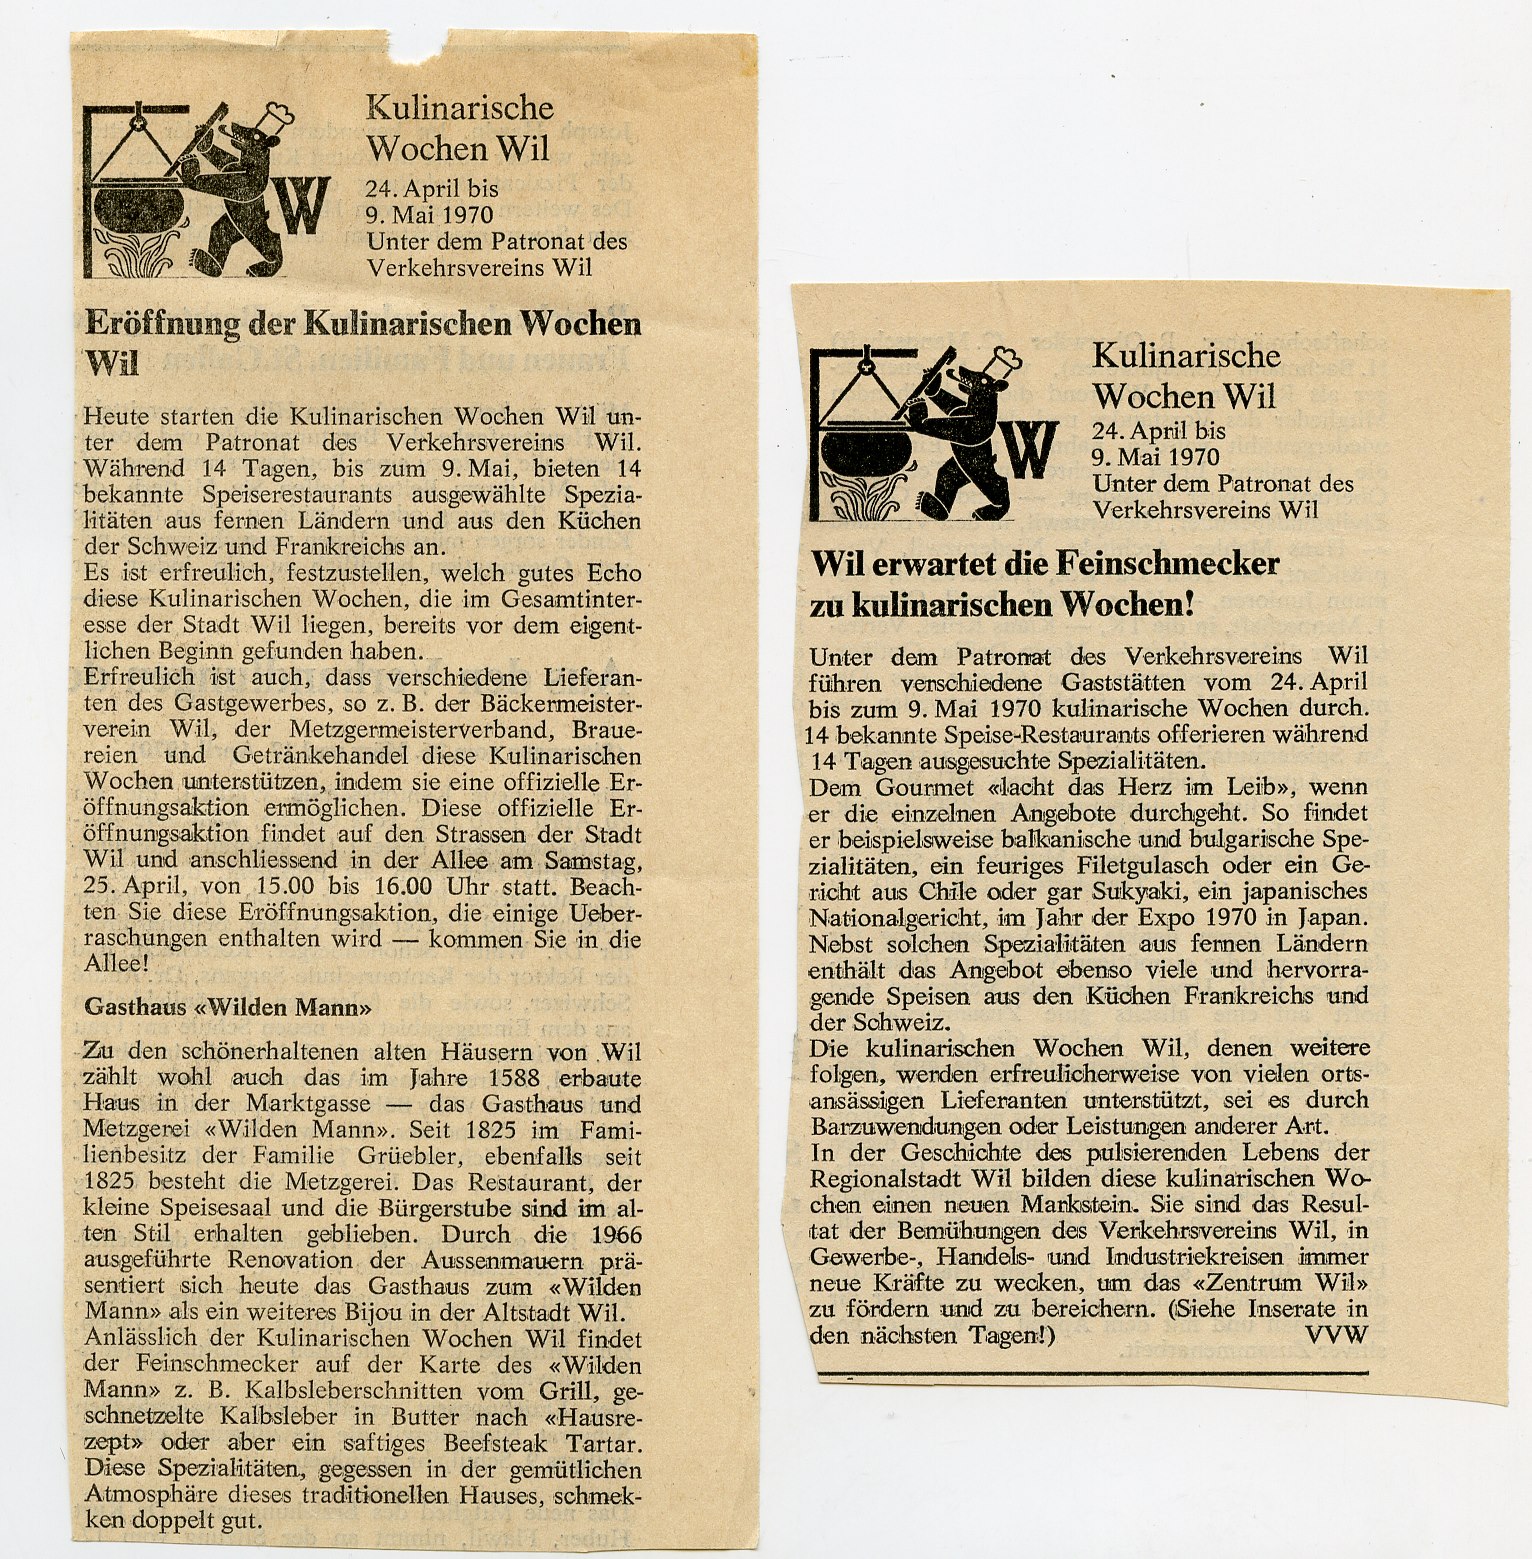 Kulinarische
Wochen Wil
24. April bis
9. Mai 1970
Unter dem Patronat des
Verkehrsvereins Wil
W
Eröffnung der Kulinarischen Wochen
Wil
Heute starten die Kulinarischen Wochen Wil un-
ter dem Patronat des Verkehrsvereins Wil.
Während 14 Tagen, bis zum 9. Mai, bieten 14
bekannte Speiserestaurants ausgewählte Spezia-
litäten aus fernen Ländern und aus den Küchen
der Schweiz und Frankreichs an.
Es ist erfreulich, festzustellen, welch gutes Echo
diese Kulinarischen Wochen, die im Gesamtinter-
esse der Stadt Wil liegen, bereits vor dem eigent-
lichen Beginn gefunden haben.
Erfreulich ist auch, dass verschiedene Lieferan-
ten des Gastgewerbes, so z. B. der Bäckermeister-
verein Wil, der Metzgermeisterverband, Braue-
reien und Getränkehandel diese Kulinarischen
Wochen unterstützen, indem sie eine offizielle Er-
öffnungsaktion ermöglichen. Diese offizielle Er-
öffnungsaktion findet auf den Strassen der Stadt
Wil und anschliessend in der Allee am Samstag,
25. April, von 15.00 bis 16.00 Uhr statt. Beach-
ten Sie diese Eröffnungsaktion, die einige Ueber-
raschungen enthalten wird — kommen Sie in die
Allee!
Gasthaus «Wilden Mann»
Zu den schönerhaltenen alten Häusern von Wil
zählt wohl auch das im Jahre 1588 erbaute
Haus in der Marktgasse — das Gasthaus und
Metzgerei «Wilden Mann». Seit 1825 im Fami-
lienbesitz der Familie Grüebler, ebenfalls seit
1825 besteht die Metzgerei. Das Restaurant, der
kleine Speisesaal und die Bürgerstube sind im al-
ten Stil erhalten geblieben. Durch die 1966
ausgeführte Renovation der Aussenmauern prä-
sentiert sich heute das Gasthaus zum «Wilden
Mann» als ein weiteres Bijou in der Altstadt Wil.
Anlässlich der Kulinarischen Wochen Wil findet
der Feinschmecker auf der Karte des «Wilden
Mann» z. B. Kalbsleberschnitten vom Grill, ge-
schnetzelte Kalbsleber in Butter nach «Hausre-
zept» oder aber ein saftiges Beefsteak Tartar.
Diese Spezialitäten, gegessen in der gemütlichen
Atmosphäre dieses traditionellen Hauses, schmek-
ken doppelt gut.
Kulinarische
Wochen Wil
24. April bis
9. Mai 1970
Unter dem Patronat des
Verkehrsvereins Wil
W
Wil erwartet die Feinschmecker
zu kulinarischen Wochen!
Unter dem Patronat des Verkehrsvereins Wil
führen verschiedene Gaststätten vom 24. April
bis zum 9. Mai 1970 kulinarische Wochen durch.
14 bekannte Speise-Restaurants offerieren während
14 Tagen ausgesuchte Spezialitäten.
Dem Gourmet «lacht das Herz im Leib», wenn
er die einzelnen Angebote durchgeht. So findet
er beispielsweise balkanische und bulgarische Spe-
zialitäten, ein feuriges Filetgulasch oder ein Ge-
richt aus Chile oder gar Sukyaki, ein japanisches
Nationalgericht, im Jahr der Expo 1970 in Japan.
Nebst solchen Spezialitäten aus fernen Ländern
enthält das Angebot ebenso viele und hervorra-
gende Speisen aus den Küchen Frankreichs und
der Schweiz.
Die kulinarischen Wochen Wil, denen weitere
folgen, werden erfreulicherweise von vielen orts-
ansässigen Lieferanten unterstützt, sei es durch
Barzuwendungen oder Leistungen anderer Art.
In der Geschichte des pulsierenden Lebens der
Regionalstadt Wil bilden diese kulinarischen Wo-
chen einen neuen Markstein. Sie sind das Resul-
tat der Bemühungen des Verkehrsvereins Wil, in
Gewerbe-, Handels- und Industriekreisen immer
neue Kräfte zu wecken, um das «Zentrum Wil»
zu fördern und zu bereichern. (Siehe Inserate in
den nächsten Tagen!) VVW